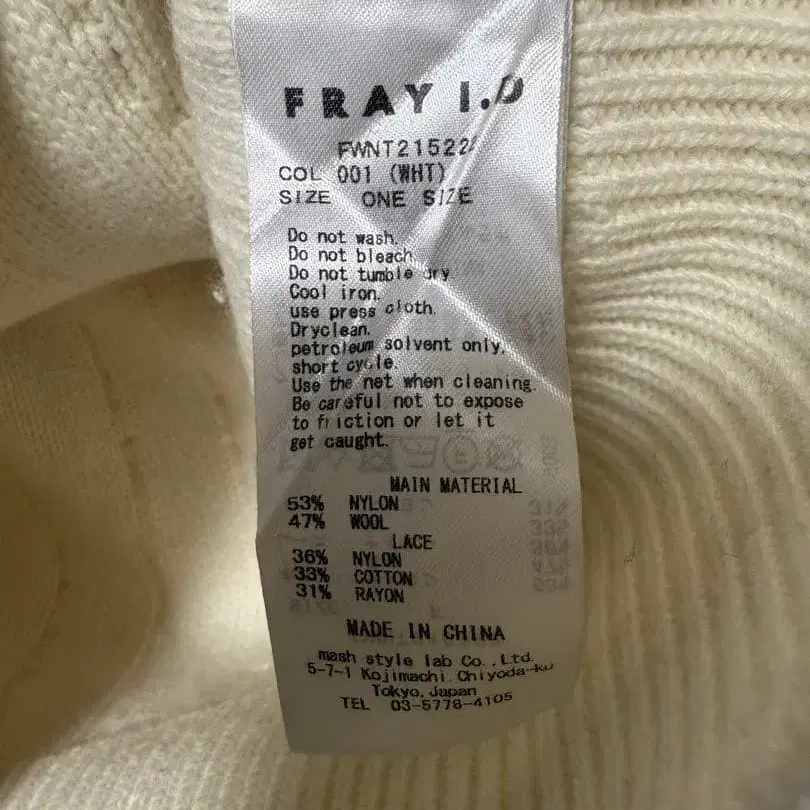 FRAY I.D
FWNT21522
COL 001 (WHT)
SIZE ONE SIZE
Do not wash.
Do not bleach
Do not tumble dry
Cool iron.
use press cloth.
Dryclean.
petroleum solvent only.
short cycle.
Use the net when cleaning.
Be careful not to expose
to friction or let it
get caught.
MAIN MATERIAL
53% NYLON
47% WOOL
LACE
36% NYLON
33% COTTON
31% RAYON
MADE IN CHINA
mash style lab Co.,Ltd.
5-7-1 Kojimachi.Chiyoda-ku
Tokyo,Japan
TEL 03-5778-4105